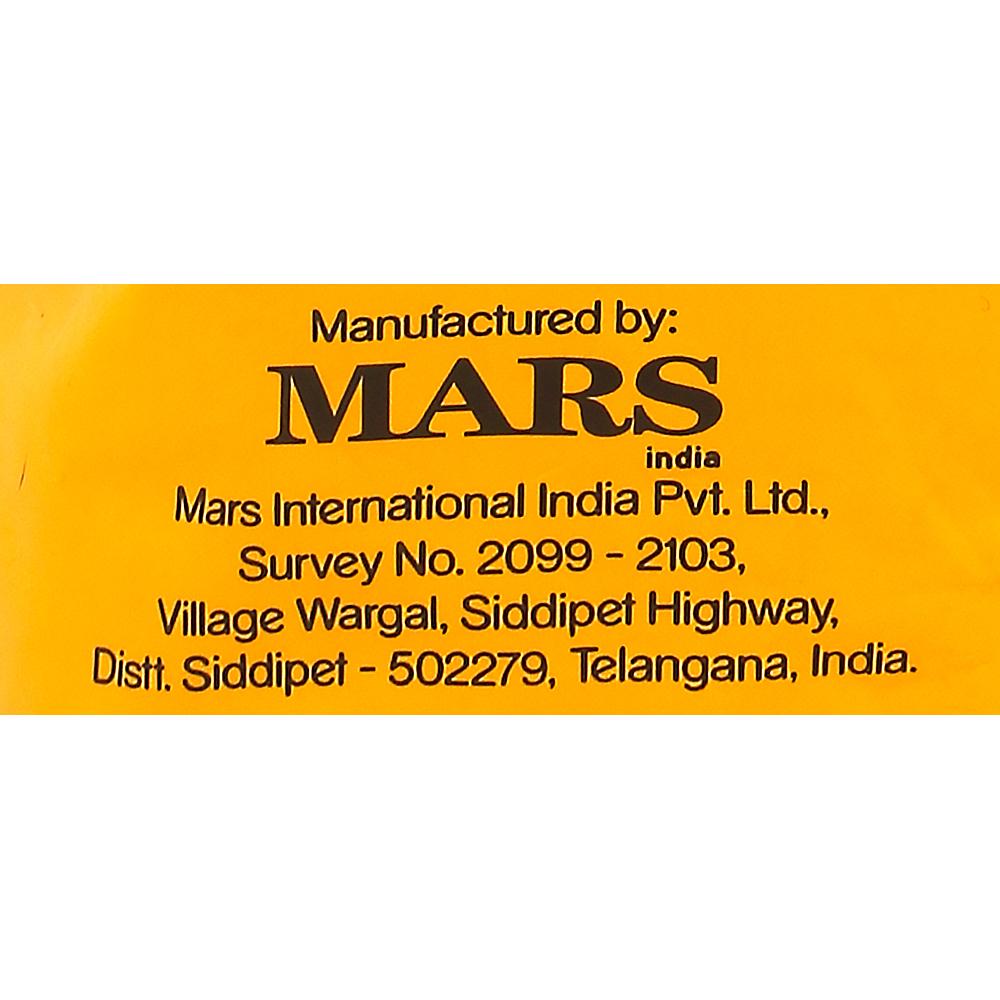 Manufactured by:
MARS
india
Mars International India Pvt. Ltd.,
Survey No. 2099 - 2103,
Village Wargal, Siddipet Highway,
Distt. Siddipet - 502279, Telangana, India.